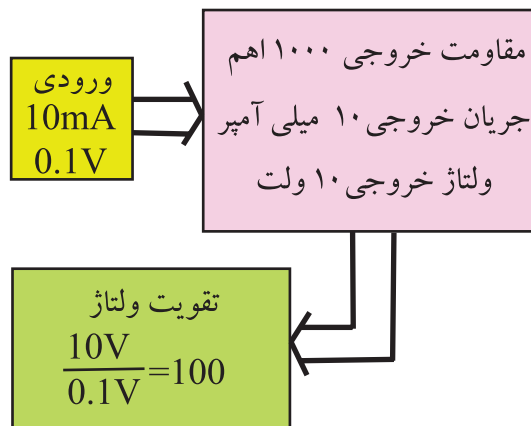 ورودی
10mA
0.1V
مقاومت خروجی ۱۰۰۰ اهم
جریان خروجی ۱۰ میلی آمپر
ولتاژ خروجی ۱۰ ولت
تقویت ولتاژ
10V
0.1V =100